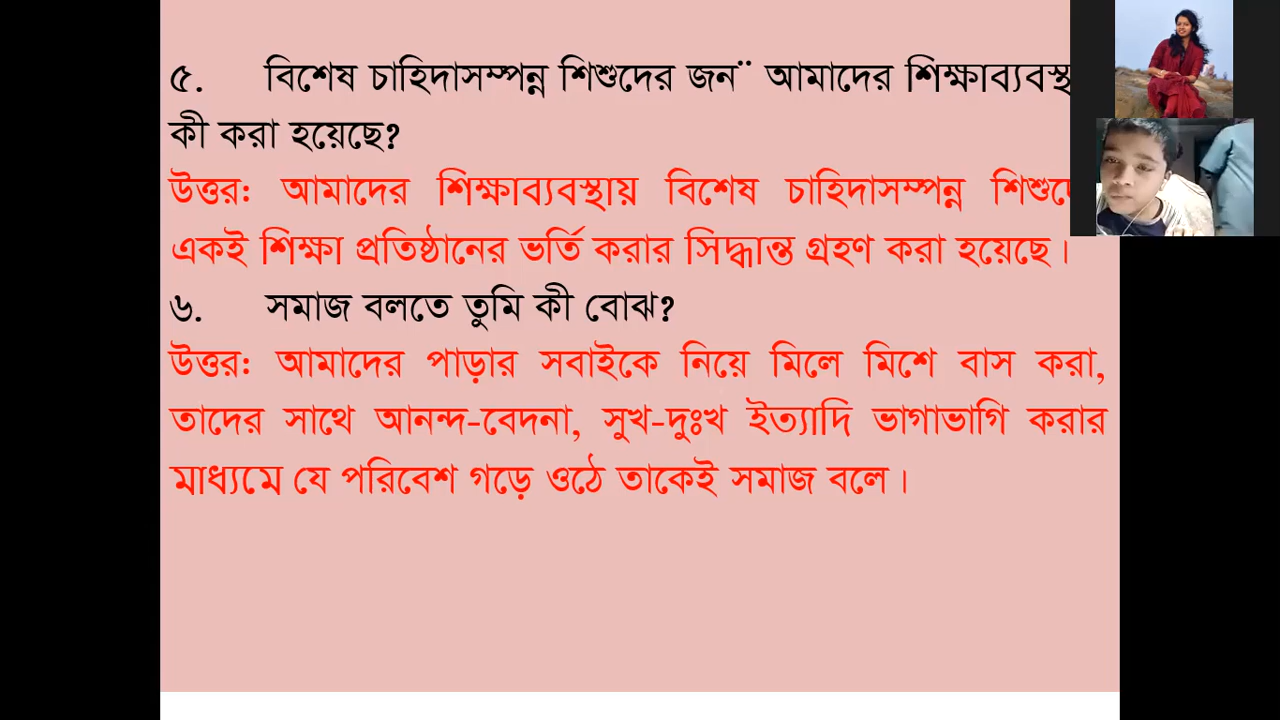 ৫. বিশেষ চাহিদাসম্পন্ন শিশুদের জন¨ আমাদের
কী করা হয়েছে?
উত্তর: আমাদের শিক্ষাব্যবস্থায় বিশেষ চাহিদাসম্পন্ন
একই শিক্ষা প্রতিষ্ঠানের ভর্তি করার সিদ্ধান্ত গ্রহণ করা হয়েছে।
৬. সমাজ বলতে তুমি কী বোঝ?
উত্তর: আমাদের পাড়ার সবাইকে নিয়ে মিলে মিশে বাস করা,
তাদের সাথে আনন্দ-বেদনা, সুখ-দুঃখ ইত্যাদি ভাগাভাগি করার
মাধ্যমে যে পরিবেশ গড়ে ওঠে তাকেই সমাজ বলে।